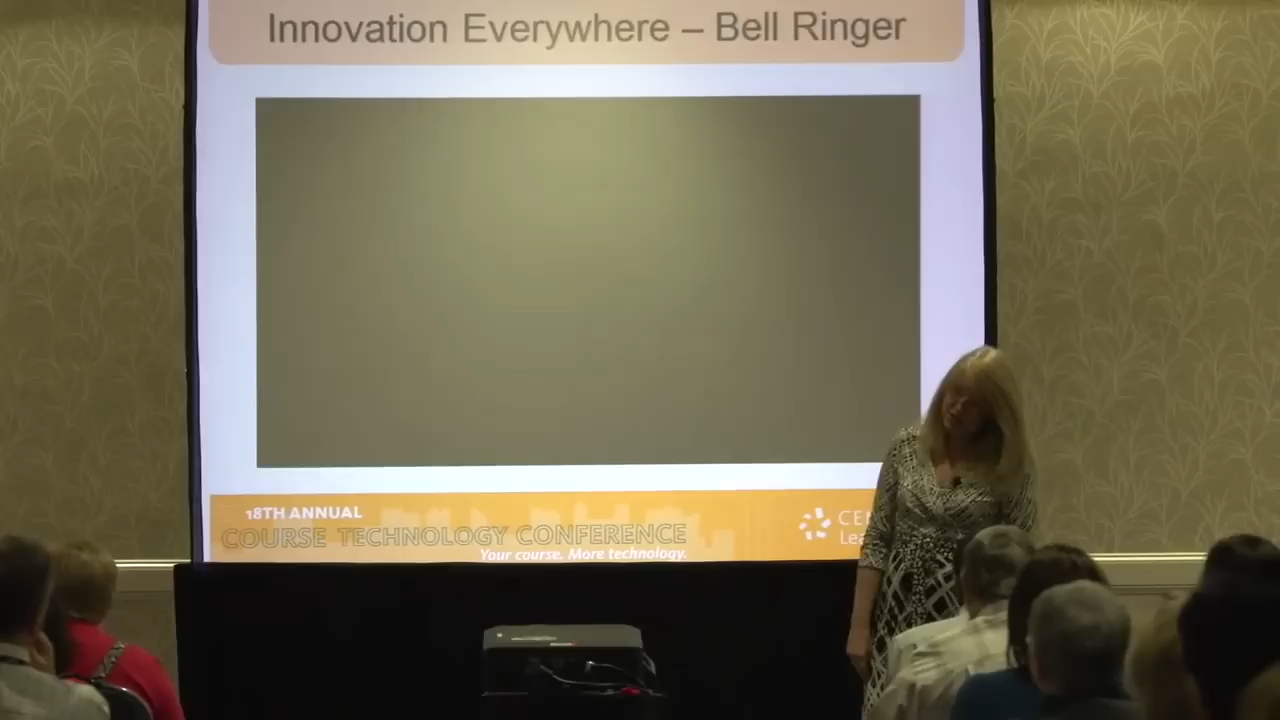 Innovation Everywhere – Bell Ringer
18TH ANNUAL
COURSE TECHNOLOGY CONFERENCE
Your course. More technology.